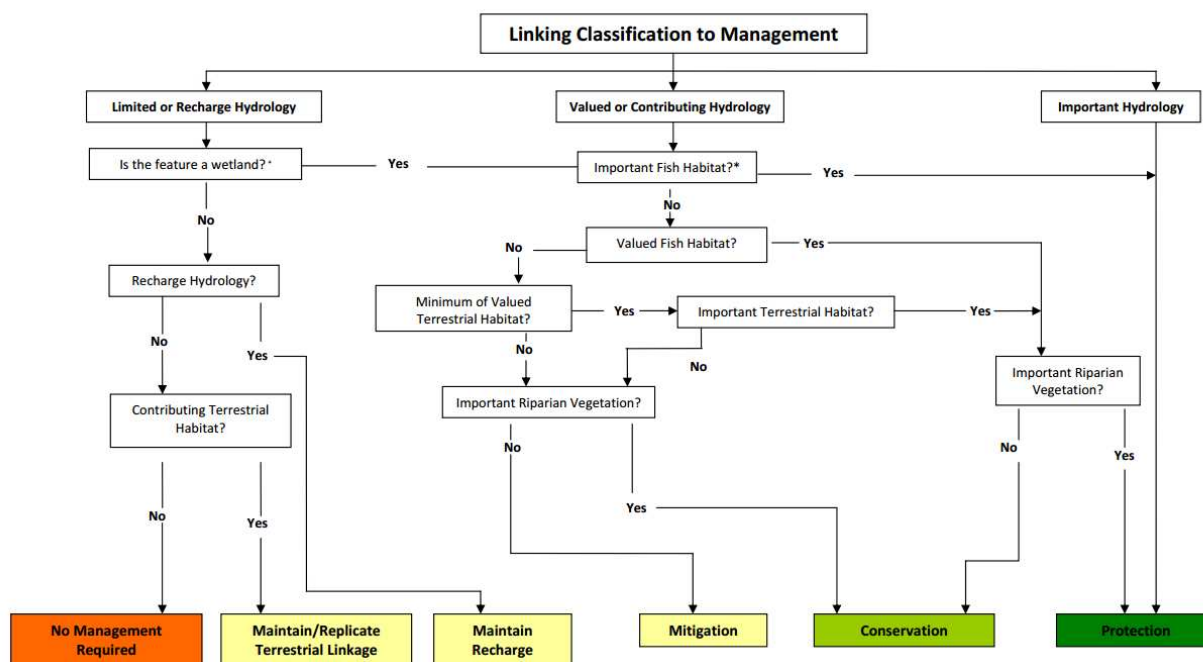 Linking Classification to Management
Limited or Recharge Hydrology
Valued or Contributing Hydrology
Important Hydrology
Is the feature a wetland?*
Yes
Important Fish Habitat?*
Yes
No
No
Valued Fish Habitat?
No
Yes
Recharge Hydrology?
Minimum of Valued
Terrestrial Habitat?
Yes
Important Terrestrial Habitat?
Yes
No
Yes
No
No
Important Riparian
Vegetation?
Contributing Terrestrial
Habitat?
Important Riparian Vegetation?
No
No
Yes
No
Yes
Yes
No Management
Required
Maintain/Replicate
Terrestrial Linkage
Maintain
Recharge
Mitigation
Conservation
Protection